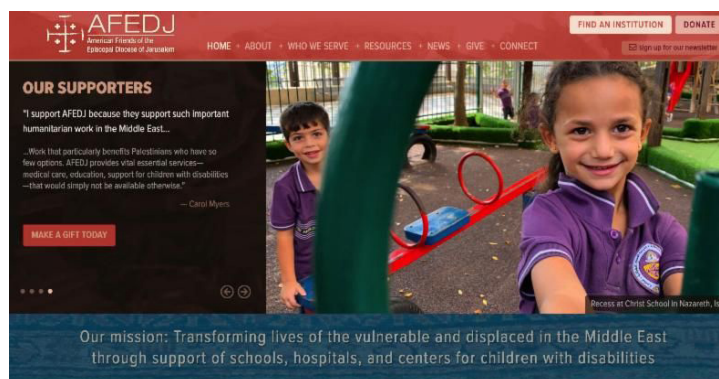 AFEDJ
American Friends of the
Episcopal Diocese of Jerusalem
FIND AN INSTITUTION
DONATE
HOME + ABOUT + WHO WE SERVE + RESOURCES + NEWS + GIVE + CONNECT
sign up for our newsletter
OUR SUPPORTERS
"I support AFEDJ because they support such important
humanitarian work in the Middle East...
...Work that particularly benefits Palestinians who have so
few options. AFEDJ provides vital essential services—
medical care, education, support for children with disabilities
—that would simply not be available otherwise."
— Carol Myers
MAKE A GIFT TODAY
Recess at Christ School in Nazareth, Is
Our mission: Transforming lives of the vulnerable and displaced in the Middle East
through support of schools, hospitals, and centers for children with disabilities